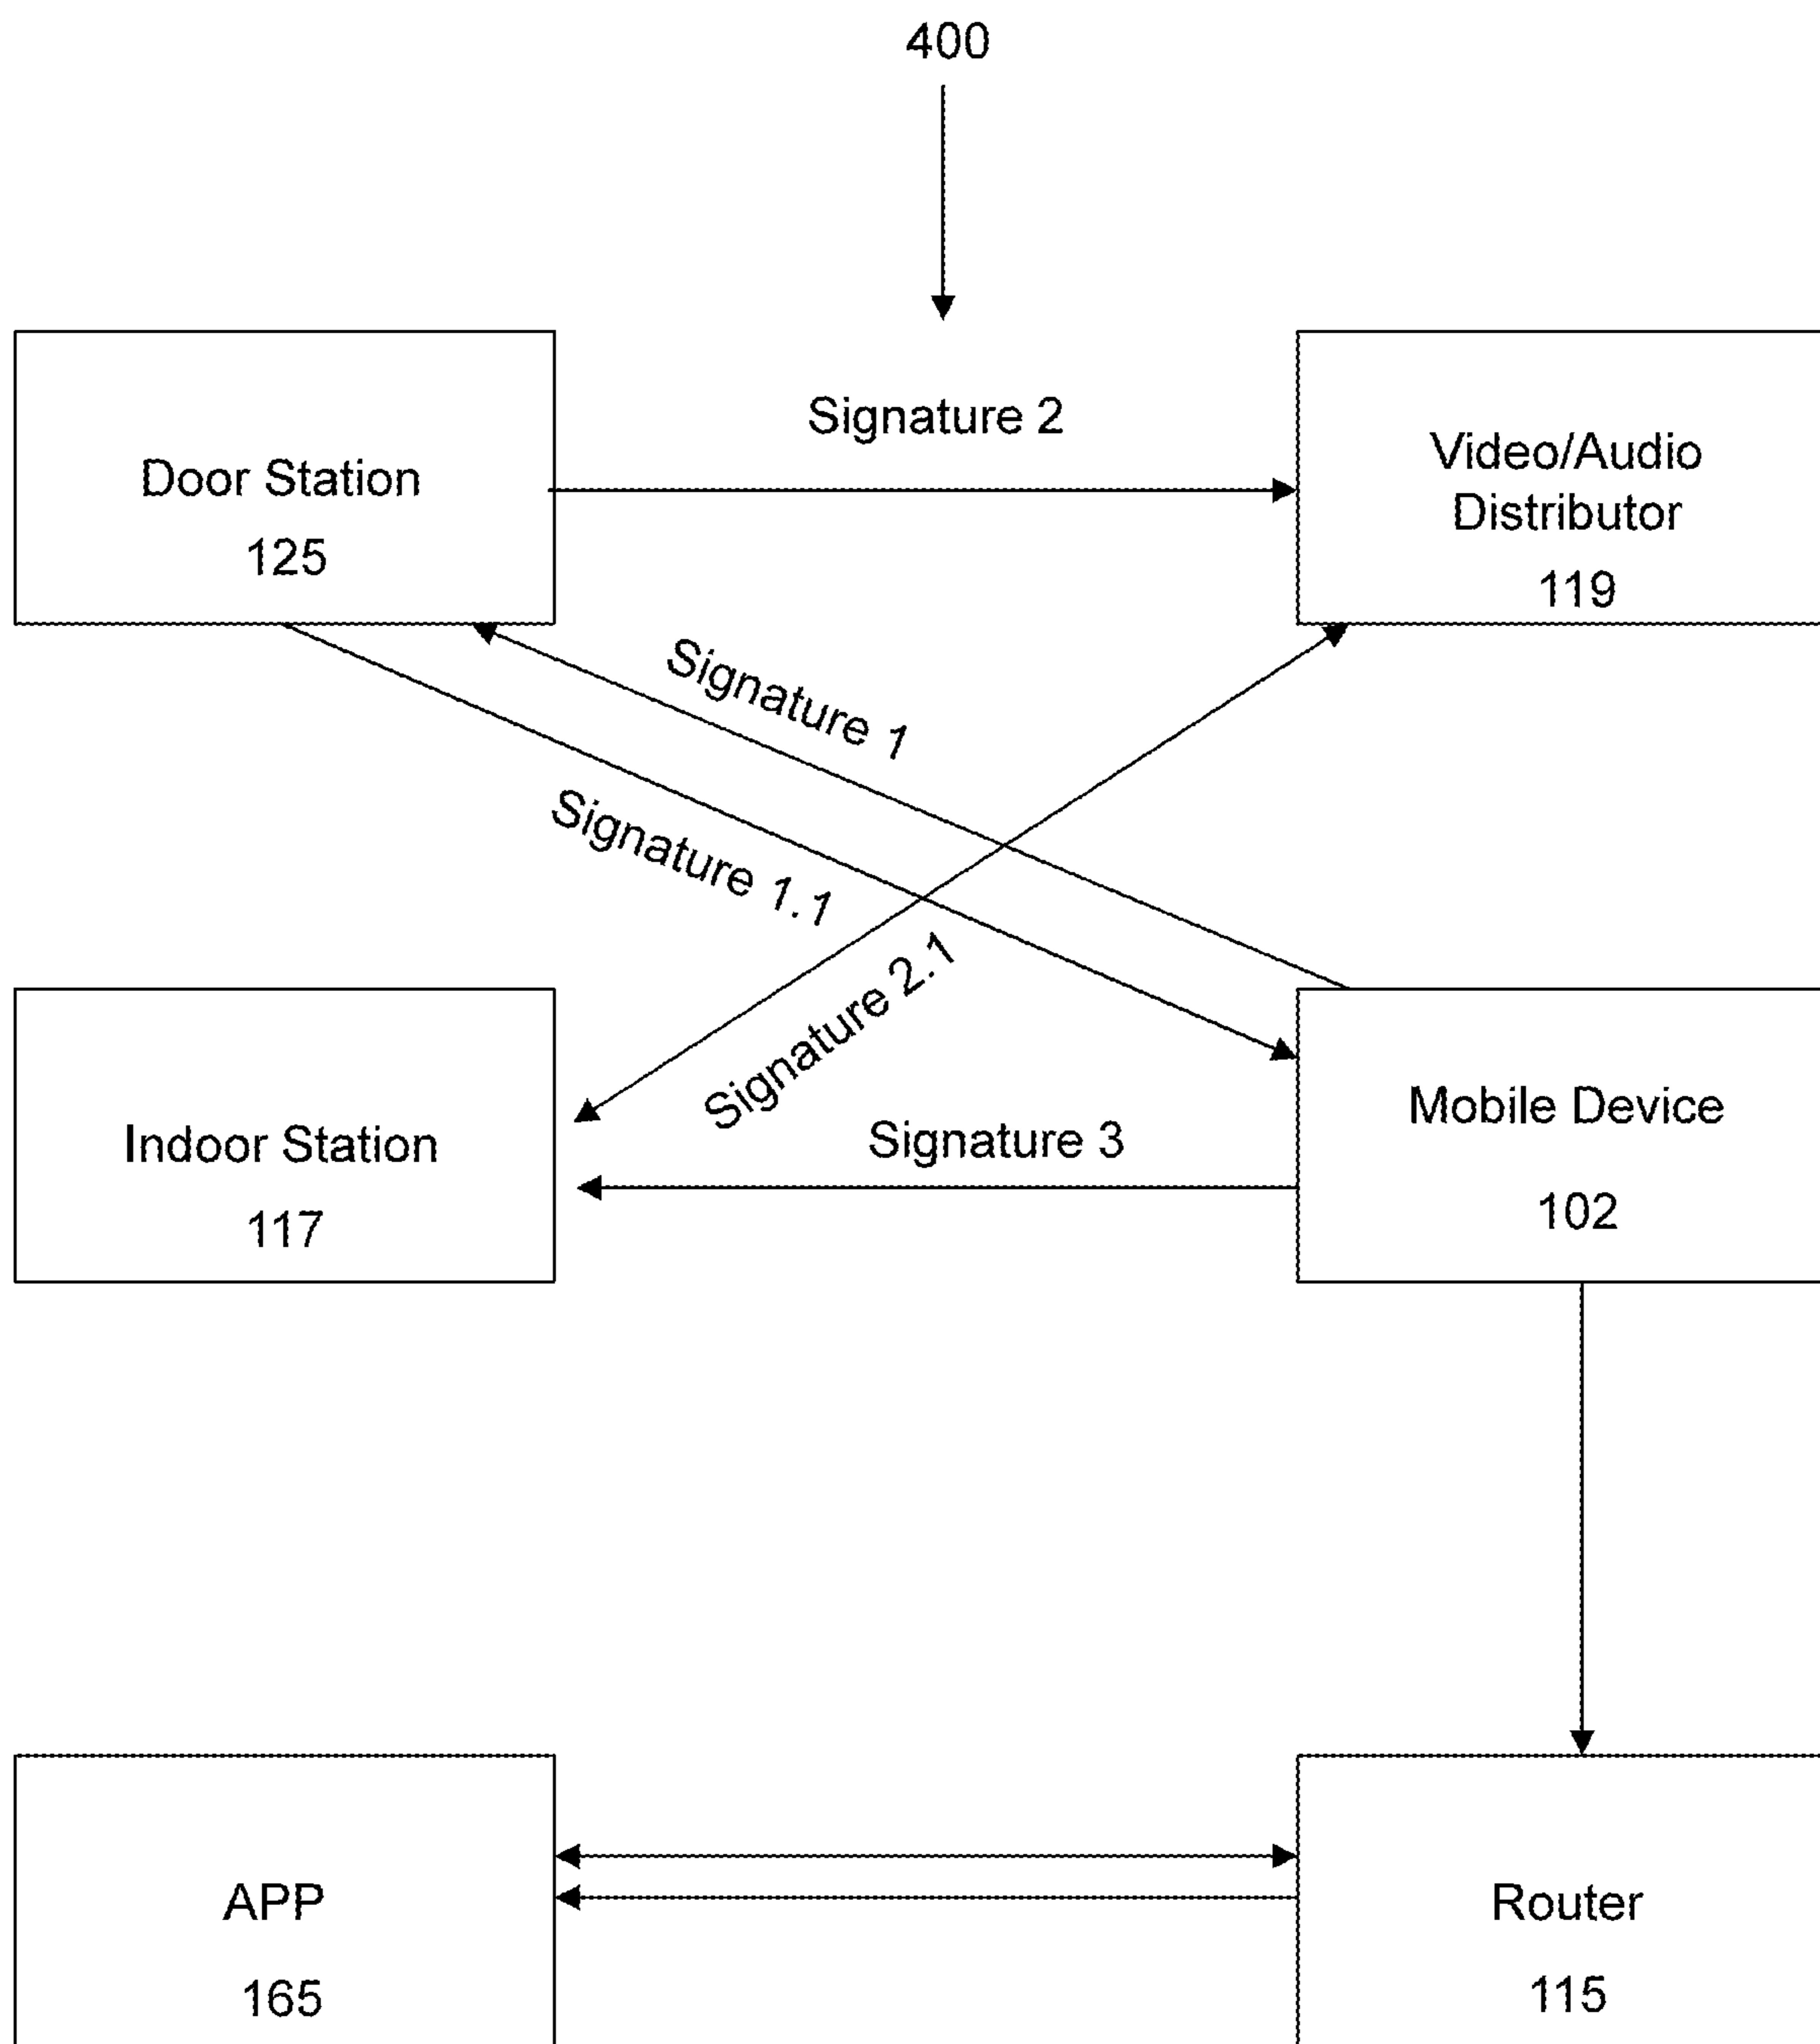 400
Signature 2
Door Station
125
Video/Audio
Distributor
119
Signature 1
Signature 1.1
Signature 2.1
Indoor Station
117
Signature 3
Mobile Device
102
APP
165
Router
115